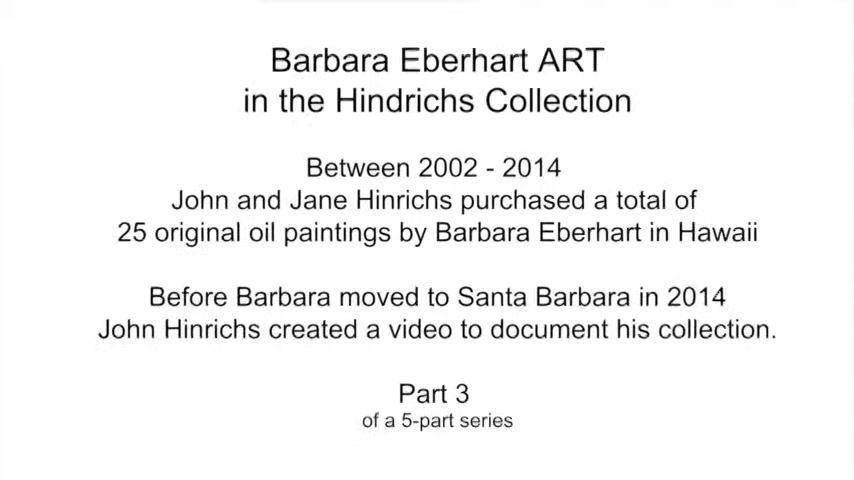 Barbara Eberhart ART
in the Hindrichs Collection
Between 2002 - 2014
John and Jane Hinrichs purchased a total of
25 original oil paintings by Barbara Eberhart in Hawaii
Before Barbara moved to Santa Barbara in 2014
John Hinrichs created a video to document his collection.
Part 3
of a 5-part series